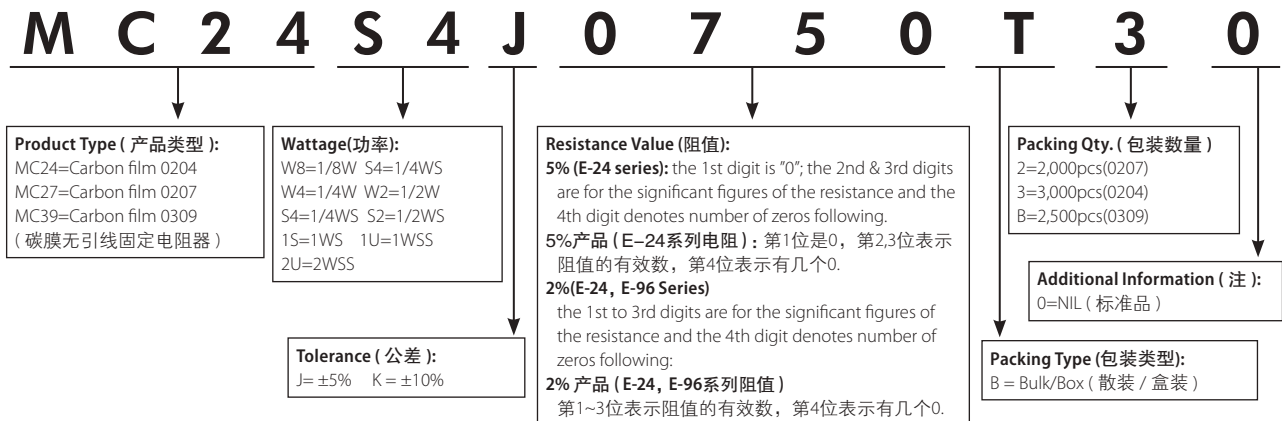 M C 2 4 S 4 J 0 7 5 0 T 3 0
Product Type ( 产品类型 ):
MC24=Carbon film 0204
MC27=Carbon film 0207
MC39=Carbon film 0309
( 碳膜无引线固定电阻器 )
Wattage(功率):
W8=1/8W S4=1/4WS
W4=1/4W W2=1/2W
S4=1/4WS S2=1/2WS
1S=1WS 1U=1WSS
2U=2WSS
Tolerance ( 公差 ):
J= ±5% K = ±10%
Resistance Value (阻值):
5% (E-24 series): the 1st digit is "0"; the 2nd & 3rd digits
are for the significant figures of the resistance and the
4th digit denotes number of zeros following.
5%产品 ( E–24系列电阻 ) : 第1位是0，第2,3位表示
阻值的有效数，第4位表示有几个0.
2%(E-24, E-96 Series)
the 1st to 3rd digits are for the significant figures of
the resistance and the 4th digit denotes number of
zeros following:
2% 产品 ( E-24, E-96系列阻值 )
第1~3位表示阻值的有效数，第4位表示有几个0.
Packing Qty. ( 包装数量 )
2=2,000pcs(0207)
3=3,000pcs(0204)
B=2,500pcs(0309)
Additional Information ( 注 ):
0=NIL ( 标准品 )
Packing Type (包装类型):
B = Bulk/Box ( 散装 / 盒装 )